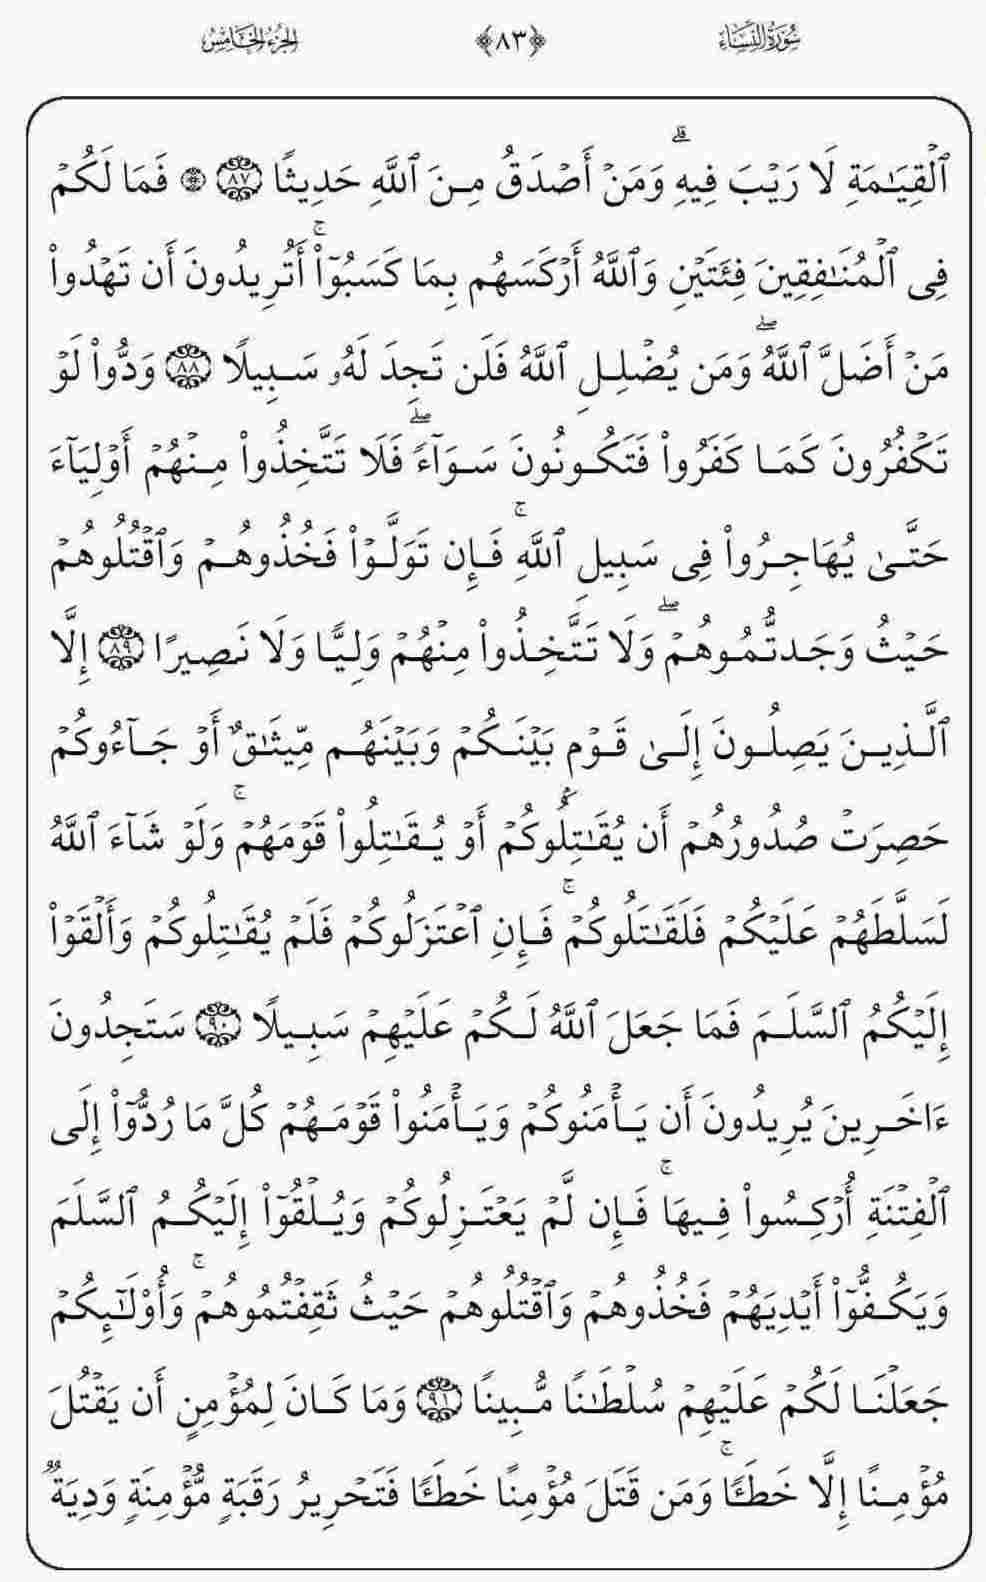 سُورَةُ النِّسَاءِ ﴿٨٣﴾ الجُزْءُ الخَامِسُ
ٱلۡقِيَٰمَةِ لَا رَيۡبَ فِيهِۗ وَمَنۡ أَصۡدَقُ مِنَ ٱللَّهِ حَدِيثٗا ٨٧ ۞ فَمَا لَكُمۡ
فِي ٱلۡمُنَٰفِقِينَ فِئَتَيۡنِ وَٱللَّهُ أَرۡكَسَهُم بِمَا كَسَبُوٓاْۚ أَتُرِيدُونَ أَن تَهۡدُواْ
مَنۡ أَضَلَّ ٱللَّهُۖ وَمَن يُضۡلِلِ ٱللَّهُ فَلَن تَجِدَ لَهُۥ سَبِيلٗا ٨٨ وَدُّواْ لَوۡ
تَكۡفُرُونَ كَمَا كَفَرُواْ فَتَكُونُونَ سَوَآءٗۖ فَلَا تَتَّخِذُواْ مِنۡهُمۡ أَوۡلِيَآءَ
حَتَّىٰ يُهَاجِرُواْ فِي سَبِيلِ ٱللَّهِۚ فَإِن تَوَلَّوۡاْ فَخُذُوهُمۡ وَٱقۡتُلُوهُمۡ
حَيۡثُ وَجَدتُّمُوهُمۡۖ وَلَا تَتَّخِذُواْ مِنۡهُمۡ وَلِيّٗا وَلَا نَصِيرًا ٨٩ إِلَّا
ٱلَّذِينَ يَصِلُونَ إِلَىٰ قَوۡمِۭ بَيۡنَكُمۡ وَبَيۡنَهُم مِّيثَٰقٌ أَوۡ جَآءُوكُمۡ
حَصِرَتۡ صُدُورُهُمۡ أَن يُقَٰتِلُوكُمۡ أَوۡ يُقَٰتِلُواْ قَوۡمَهُمۡۚ وَلَوۡ شَآءَ ٱللَّهُ
لَسَلَّطَهُمۡ عَلَيۡكُمۡ فَلَقَٰتَلُوكُمۡۚ فَإِنِ ٱعۡتَزَلُوكُمۡ فَلَمۡ يُقَٰتِلُوكُمۡ وَأَلۡقَوۡاْ
إِلَيۡكُمُ ٱلسَّلَمَ فَمَا جَعَلَ ٱللَّهُ لَكُمۡ عَلَيۡهِمۡ سَبِيلٗا ٩٠ سَتَجِدُونَ
ءَاخَرِينَ يُرِيدُونَ أَن يَأۡمَنُوكُمۡ وَيَأۡمَنُواْ قَوۡمَهُمۡ كُلَّ مَا رُدُّوٓاْ إِلَى
ٱلۡفِتۡنَةِ أُرۡكِسُواْ فِيهَاۚ فَإِن لَّمۡ يَعۡتَزِلُوكُمۡ وَيُلۡقُوٓاْ إِلَيۡكُمُ ٱلسَّلَمَ
وَيَكُفُّوٓاْ أَيۡدِيَهُمۡ فَخُذُوهُمۡ وَٱقۡتُلُوهُمۡ حَيۡثُ ثَقِفۡتُمُوهُمۡۚ وَأُوْلَٰٓئِكُمۡ
جَعَلۡنَا لَكُمۡ عَلَيۡهِمۡ سُلۡطَٰنٗا مُّبِينٗا ٩١ وَمَا كَانَ لِمُؤۡمِنٍ أَن يَقۡتُلَ
مُؤۡمِنًا إِلَّا خَطَـٔٗاۚ وَمَن قَتَلَ مُؤۡمِنًا خَطَـٔٗا فَتَحۡرِيرُ رَقَبَةٖ مُّؤۡمِنَةٖ وَدِيَةٞ